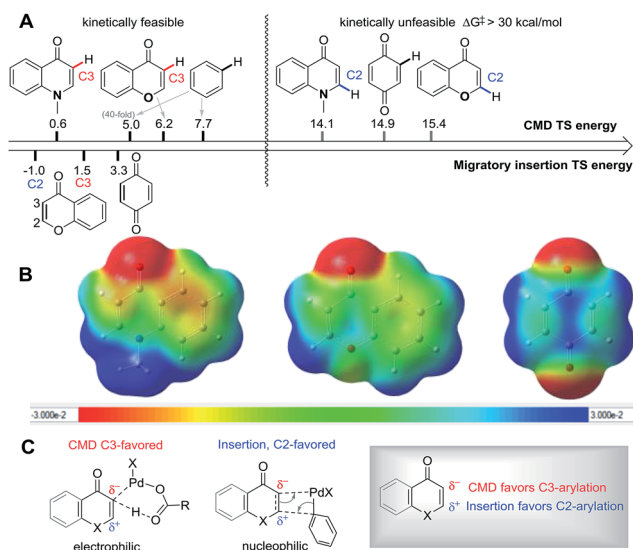 A
kinetically feasible
kinetically unfeasible ΔG‡ > 30 kcal/mol
O
H
C3
N
O
H
C3
O
H
O
H
C2
N
O
H
O
O
H
C2
O
(40-fold)
0.6
5.0
6.2
7.7
14.1
14.9
15.4
CMD TS energy
Migratory insertion TS energy
-1.0
1.5
3.3
C2
C3
O
3
2
O
O
O
B
-3.000e-2
3.000e-2
C
CMD C3-favored
Insertion, C2-favored
X
Pd
O
O
δ−
H
O
R
δ+
X
electrophilic
O
δ−
PdX
δ+
X
nucleophilic
O
δ−
CMD favors C3-arylation
δ+
Insertion favors C2-arylation
X